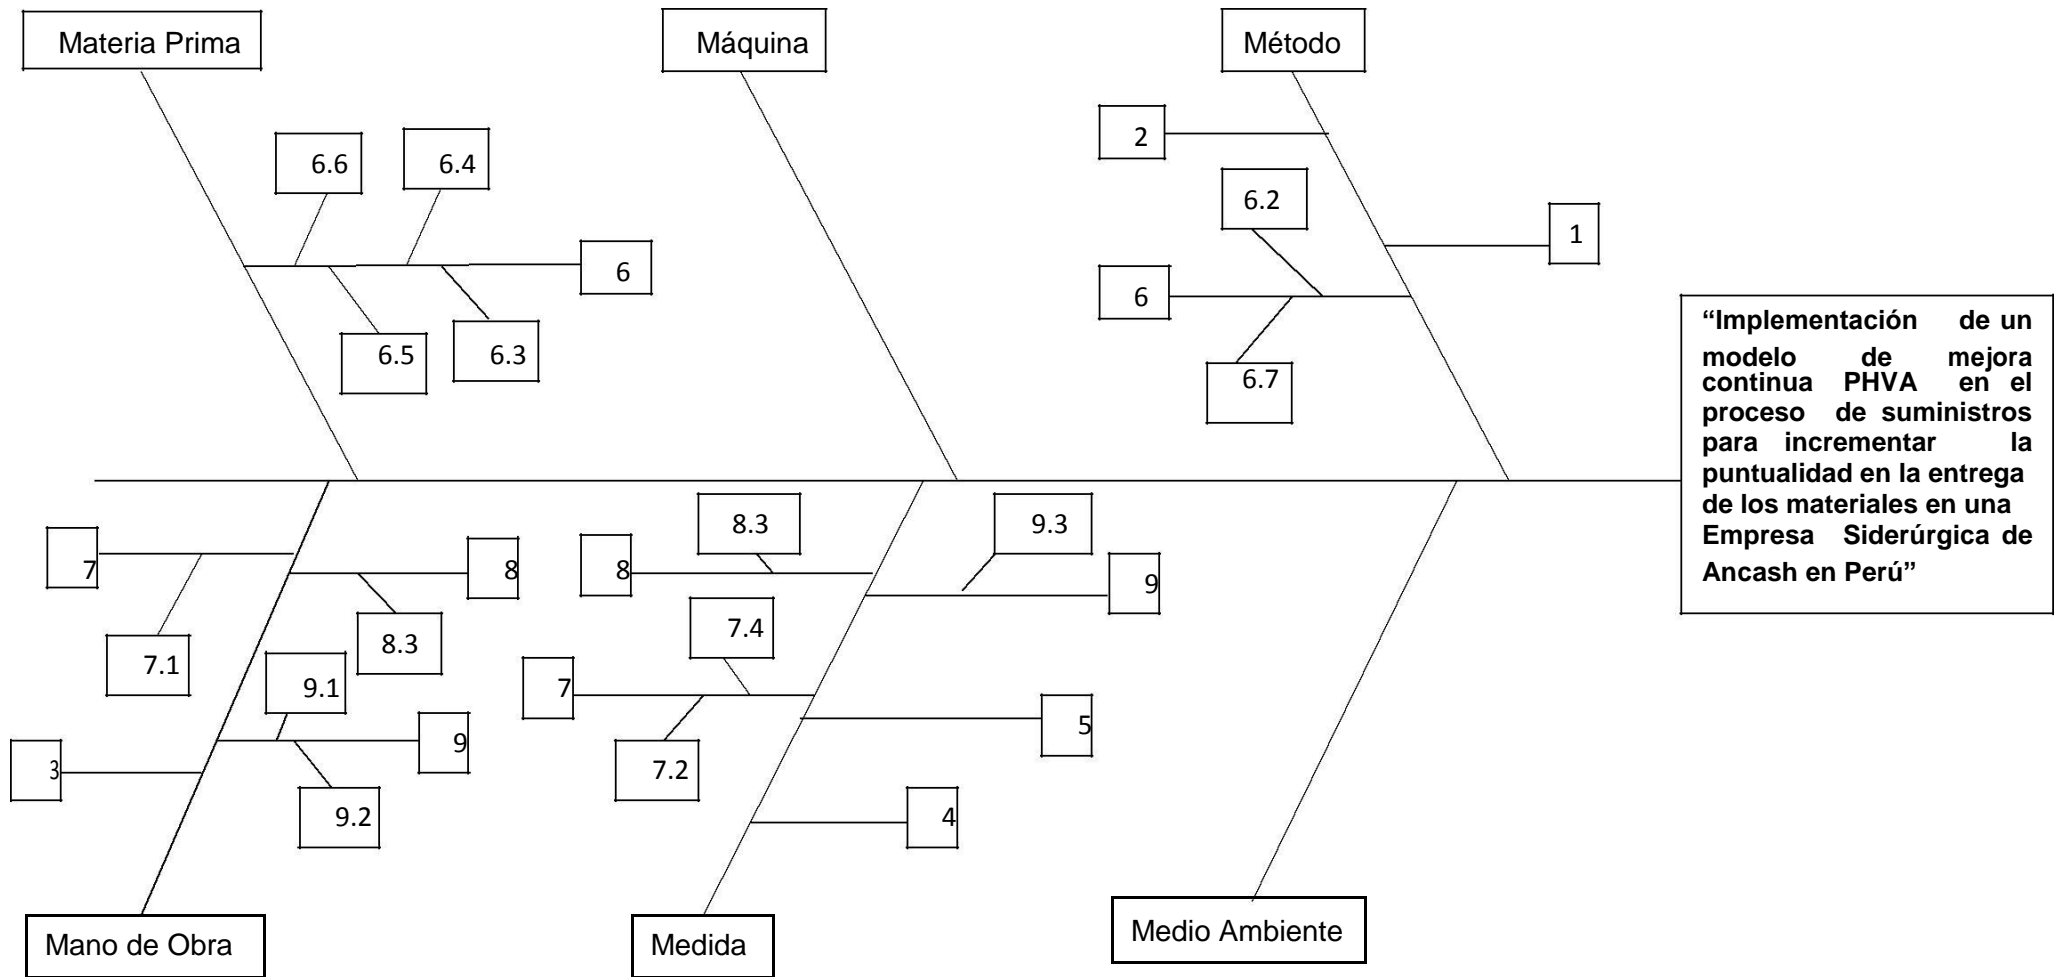 Materia Prima
Máquina
Método
2
6.6
6.4
6.2
1
6
6
6.5
6.3
6.7
“Implementación de un
modelo de mejora
continua PHVA en el
proceso de suministros
para incrementar la
puntualidad en la entrega
de los materiales en una
Empresa Siderúrgica de
Ancash en Perú”
8.3
9.3
7
8
8
9
7.1
8.3
7.4
9.1
7
5
3
9
7.2
9.2
4
Mano de Obra
Medida
Medio Ambiente